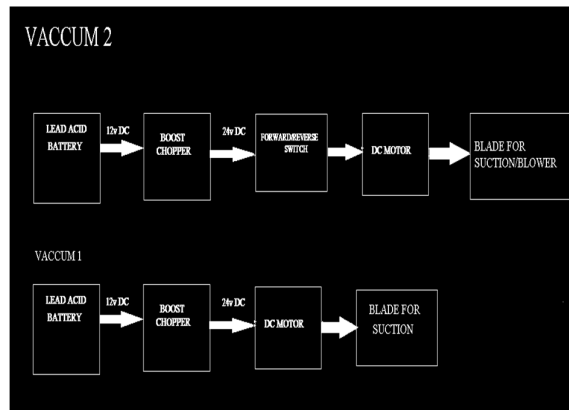 VACCUM 2
LEAD ACID
BATTERY
12v DC
BOOST
CHOPPER
24v DC
FORWARD/REVERSE
SWITCH
DC MOTOR
BLADE FOR
SUCTION/BLOWER
VACCUM 1
LEAD ACID
BATTERY
12v DC
BOOST
CHOPPER
24v DC
DC MOTOR
BLADE FOR
SUCTION